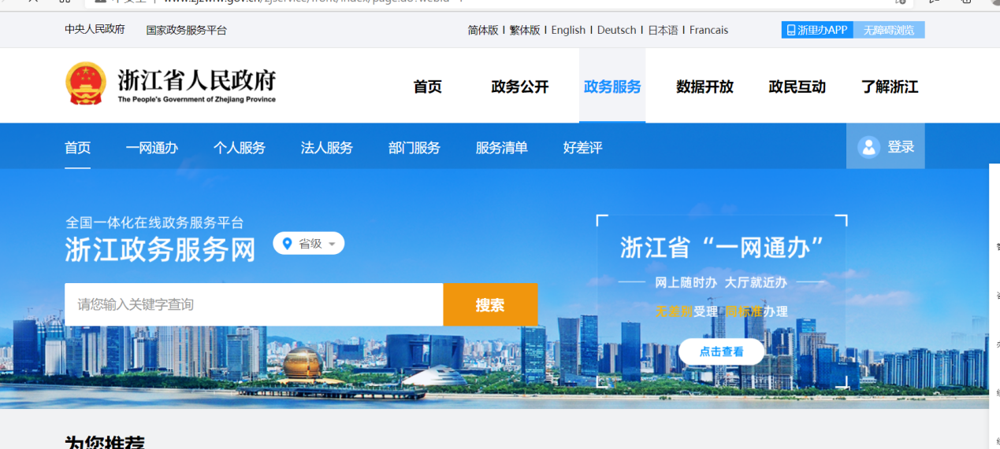 www.zjzwfw.gov.cn/zjservice/front/index/page.do?webId=1
中央人民政府 国家政务服务平台 简体版 I 繁体版 I English I Deutsch I 日本语 I Francais 浙里办APP 无障碍浏览
浙江省人民政府
The People's Government of Zhejiang Province
首页 政务公开 政务服务 数据开放 政民互动 了解浙江
首页 一网通办 个人服务 法人服务 部门服务 服务清单 好差评 登录
全国一体化在线政务服务平台
浙江政务服务网 省级
请您输入关键字查询 搜索
浙江省“一网通办”
网上随时办 大厅就近办
无差别受理 同标准办理
点击查看
为您推荐